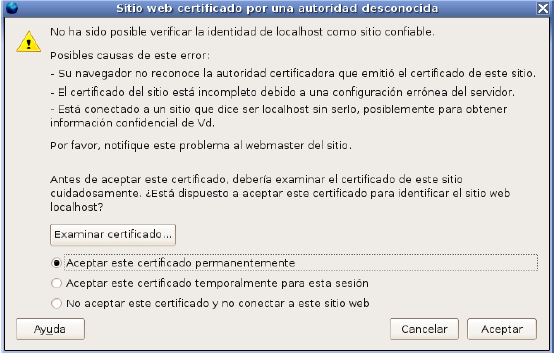 Sitio web certificado por una autoridad desconocida
No ha sido posible verificar la identidad de localhost como sitio confiable.
Posibles causas de este error:
- Su navegador no reconoce la autoridad certificadora que emitió el certificado de este sitio.
- El certificado del sitio está incompleto debido a una configuración errónea del servidor.
- Está conectado a un sitio que dice ser localhost sin serlo, posiblemente para obtener
información confidencial de Vd.
Por favor, notifique este problema al webmaster del sitio.
Antes de aceptar este certificado, debería examinar el certificado de este sitio
cuidadosamente. ¿Está dispuesto a aceptar este certificado para identificar el sitio web
localhost?
Examinar certificado...
Aceptar este certificado permanentemente
Aceptar este certificado temporalmente para esta sesión
No aceptar este certificado y no conectar a este sitio web
Ayuda
Cancelar
Aceptar